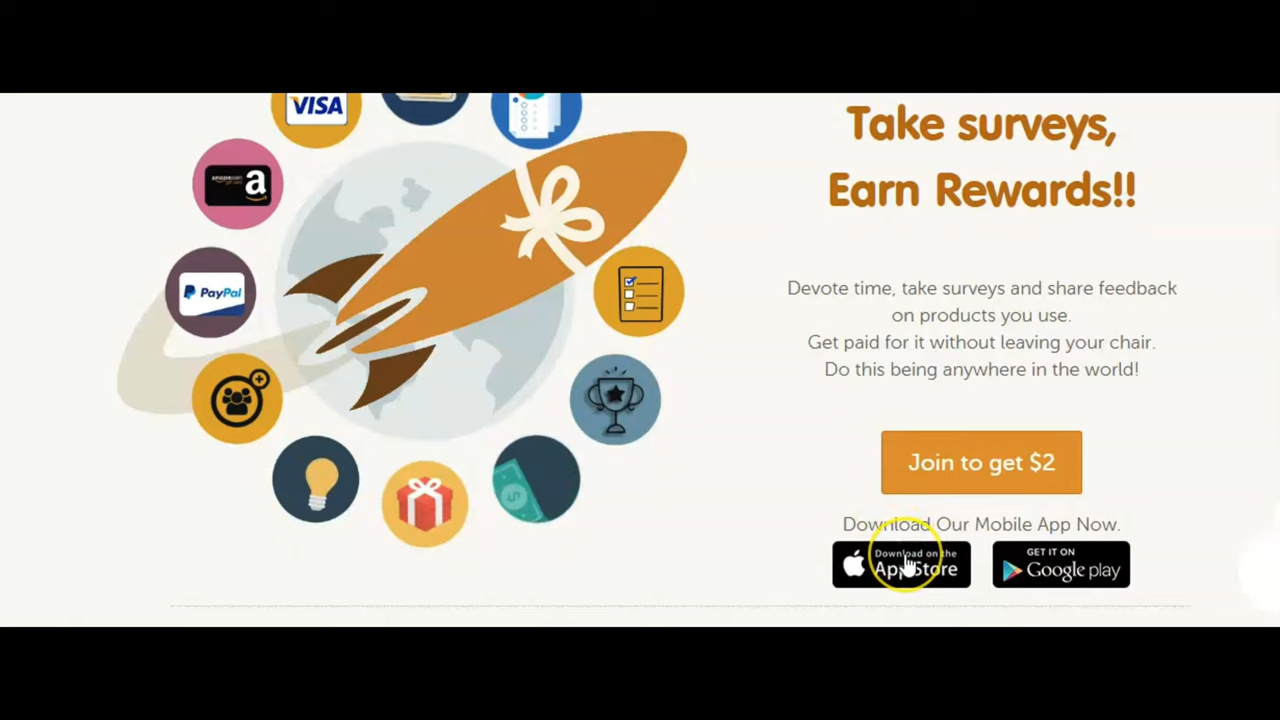 VISA
amazon.com
a
PayPal
Take surveys,
Earn Rewards!!
Devote time, take surveys and share feedback
on products you use.
Get paid for it without leaving your chair.
Do this being anywhere in the world!
Join to get $2
Download Our Mobile App Now.
Download on the
App Store
GET IT ON
Google play